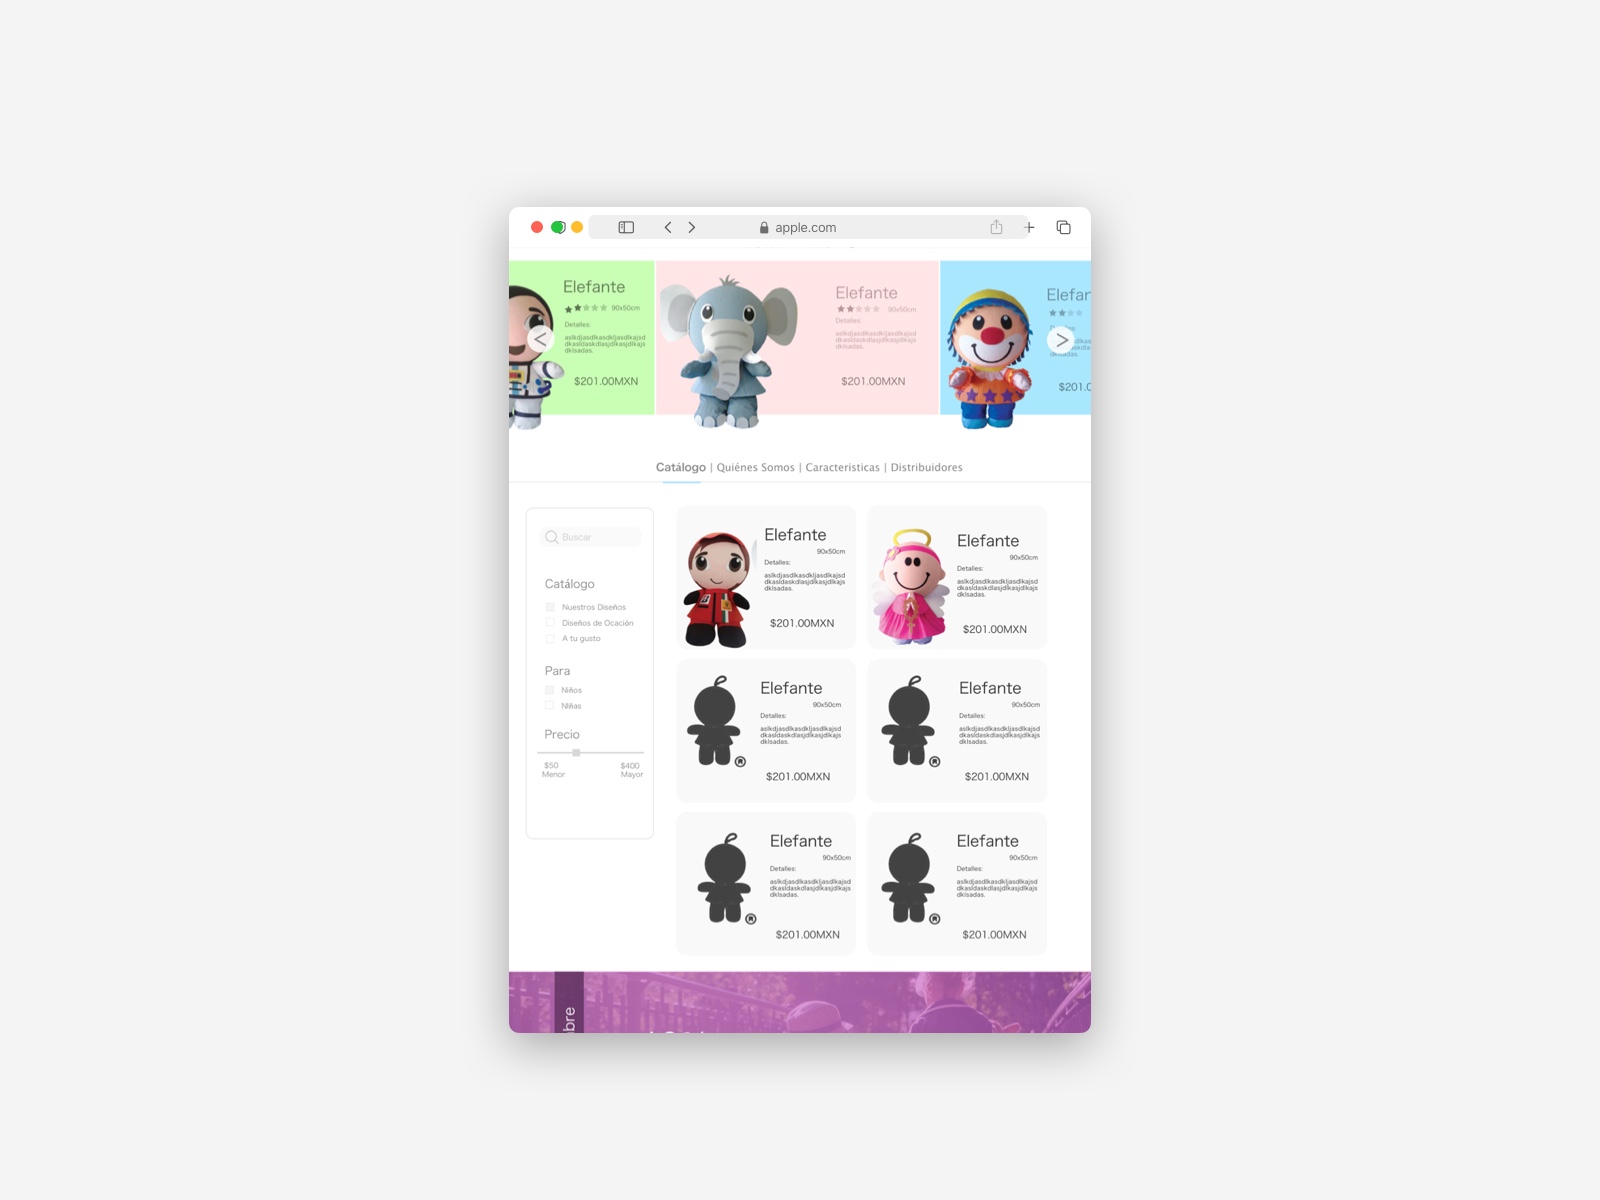 apple.com
Elefante
90x50cm
Detalles:
aslkdjasdlkasdkljasdlkajsd
dkasldaskdlasjdlkasjdlkajs
dklsadas.
$201.00MXN
Elefante
90x50cm
Detalles:
aslkdjasdlkasdkljasdlkajsd
dkasldaskdlasjdlkasjdlkajs
dklsadas.
$201.00MXN
Elefan
$201.0
Catálogo | Quiénes Somos | Caracteristicas | Distribuidores
Buscar
Catálogo
Nuestros Diseños
Diseños de Ocación
A tu gusto
Para
Niños
NIñas
Precio
$50
$400
Menor
Mayor
Elefante
90x50cm
Detalles:
aslkdjasdlkasdkljasdlkajsd
dkasldaskdlasjdlkasjdlkajs
dklsadas.
$201.00MXN
Elefante
90x50cm
Detalles:
aslkdjasdlkasdkljasdlkajsd
dkasldaskdlasjdlkasjdlkajs
dklsadas.
$201.00MXN
Elefante
90x50cm
Detalles:
aslkdjasdlkasdkljasdlkajsd
dkasldaskdlasjdlkasjdlkajs
dklsadas.
$201.00MXN
Elefante
90x50cm
Detalles:
aslkdjasdlkasdkljasdlkajsd
dkasldaskdlasjdlkasjdlkajs
dklsadas.
$201.00MXN
Elefante
90x50cm
Detalles:
aslkdjasdlkasdkljasdlkajsd
dkasldaskdlasjdlkasjdlkajs
dklsadas.
$201.00MXN
Elefante
90x50cm
Detalles:
aslkdjasdlkasdkljasdlkajsd
dkasldaskdlasjdlkasjdlkajs
dklsadas.
$201.00MXN
bre